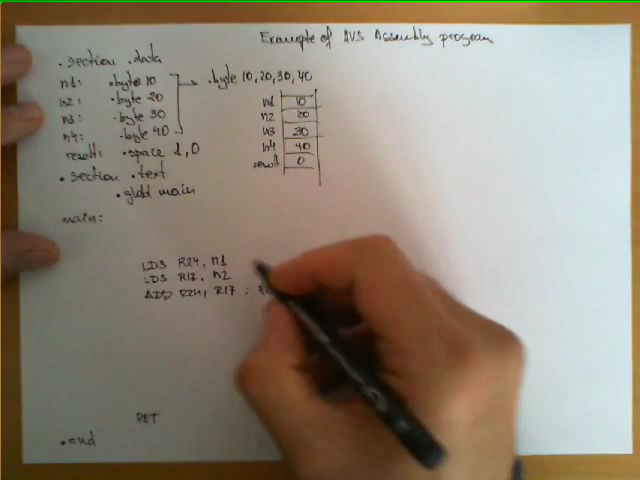 Example of AVS Assembly program
.section .data
n1: .byte 10 .byte 10, 20, 30, 40
n2: .byte 20
n3: .byte 30
n4: .byte 40
result: .space 1,0
n1 10
n2 20
n3 30
n4 40
result 0
.section .text
.globl main
main:
LDS R24, n1
LDS R17, n2
ADD R24, R17 ;
RET
.end